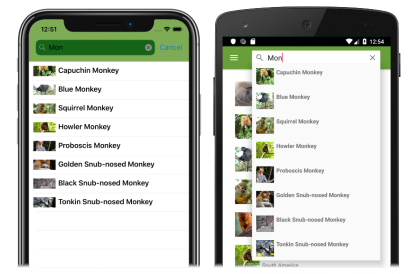 12:51
Mon
Cancel
Capuchin Monkey
Blue Monkey
Squirrel Monkey
Howler Monkey
Proboscis Monkey
Golden Snub-nosed Monkey
Black Snub-nosed Monkey
Tonkin Snub-nosed Monkey
12:54
Mon
Capuchin Monkey
Blue Monkey
Squirrel Monkey
Howler Monkey
Proboscis Monkey
Golden Snub-nosed Monkey
Black Snub-nosed Monkey
Tonkin Snub-nosed Monkey
South America